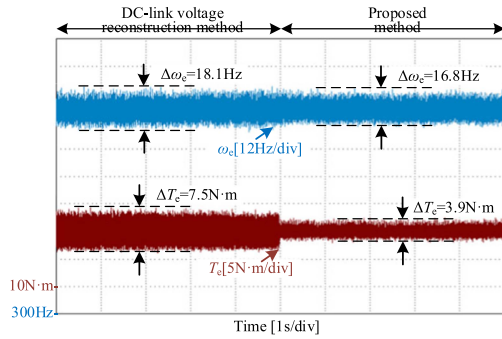 DC-link voltage
reconstruction method
Proposed
method
Δωe=18.1Hz
Δωe=16.8Hz
ωe[12Hz/div]
ΔTe=7.5N·m
ΔTe=3.9N·m
Te[5N·m/div]
10N·m
300Hz
Time [1s/div]